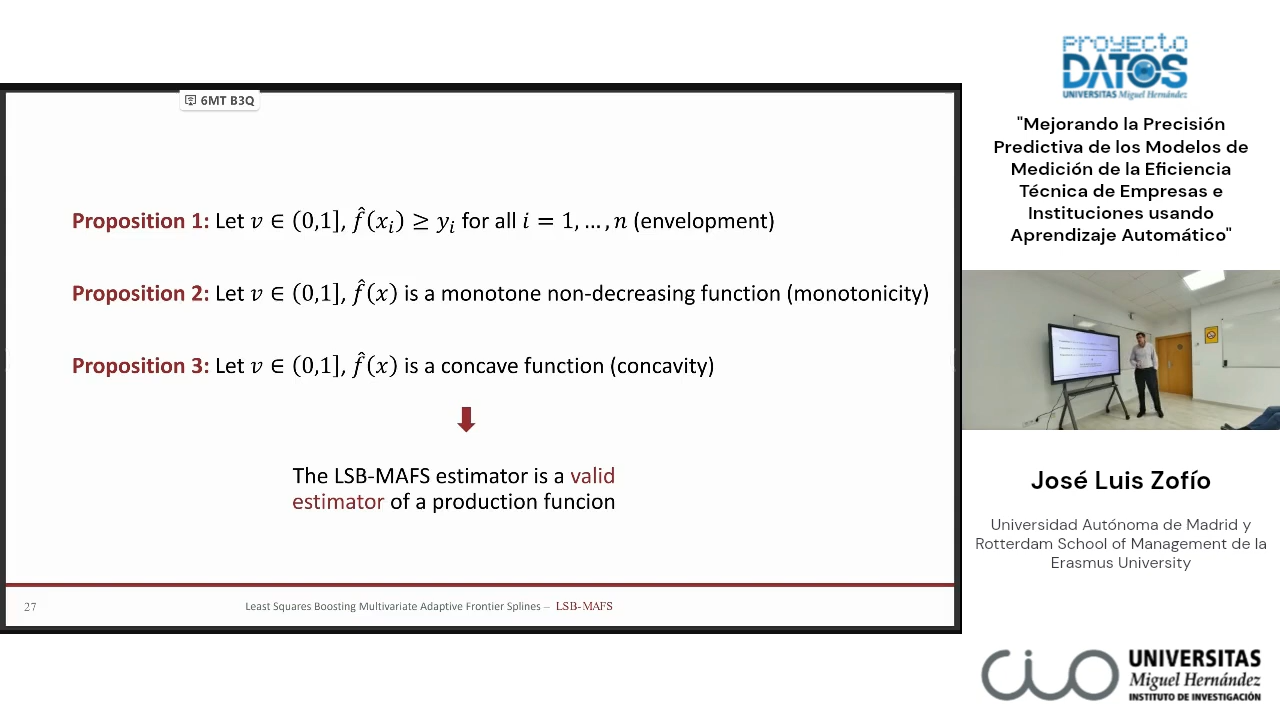 6MT B3Q
Proposition 1: Let v ∈ (0,1], f̂(xᵢ) ≥ yᵢ for all i = 1, … , n (envelopment)
Proposition 2: Let v ∈ (0,1], f̂(x) is a monotone non-decreasing function (monotonicity)
Proposition 3: Let v ∈ (0,1], f̂(x) is a concave function (concavity)
The LSB-MAFS estimator is a valid
estimator of a production funcion
27
Least Squares Boosting Multivariate Adaptive Frontier Splines – LSB-MAFS
PROYECTO
DATOS
UNIVERSITAS Miguel Hernández
"Mejorando la Precisión
Predictiva de los Modelos de
Medición de la Eficiencia
Técnica de Empresas e
Instituciones usando
Aprendizaje Automático"
José Luis Zofío
Universidad Autónoma de Madrid y
Rotterdam School of Management de la
Erasmus University
CIO
UNIVERSITAS
Miguel Hernández
INSTITUTO DE INVESTIGACIÓN